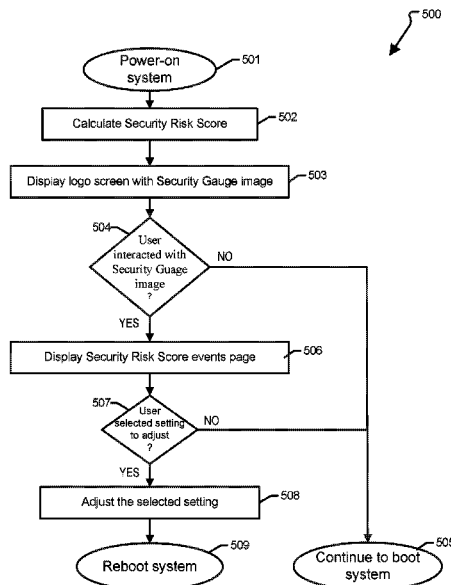 500
Power-on
system
501
Calculate Security Risk Score
502
Display logo screen with Security Gauge image
503
504
User
interacted with
Security Guage
image
?
NO
YES
Display Security Risk Score events page
506
507
User
selected setting
to adjust
?
NO
YES
Adjust the selected setting
508
Reboot system
509
Continue to boot
system
505